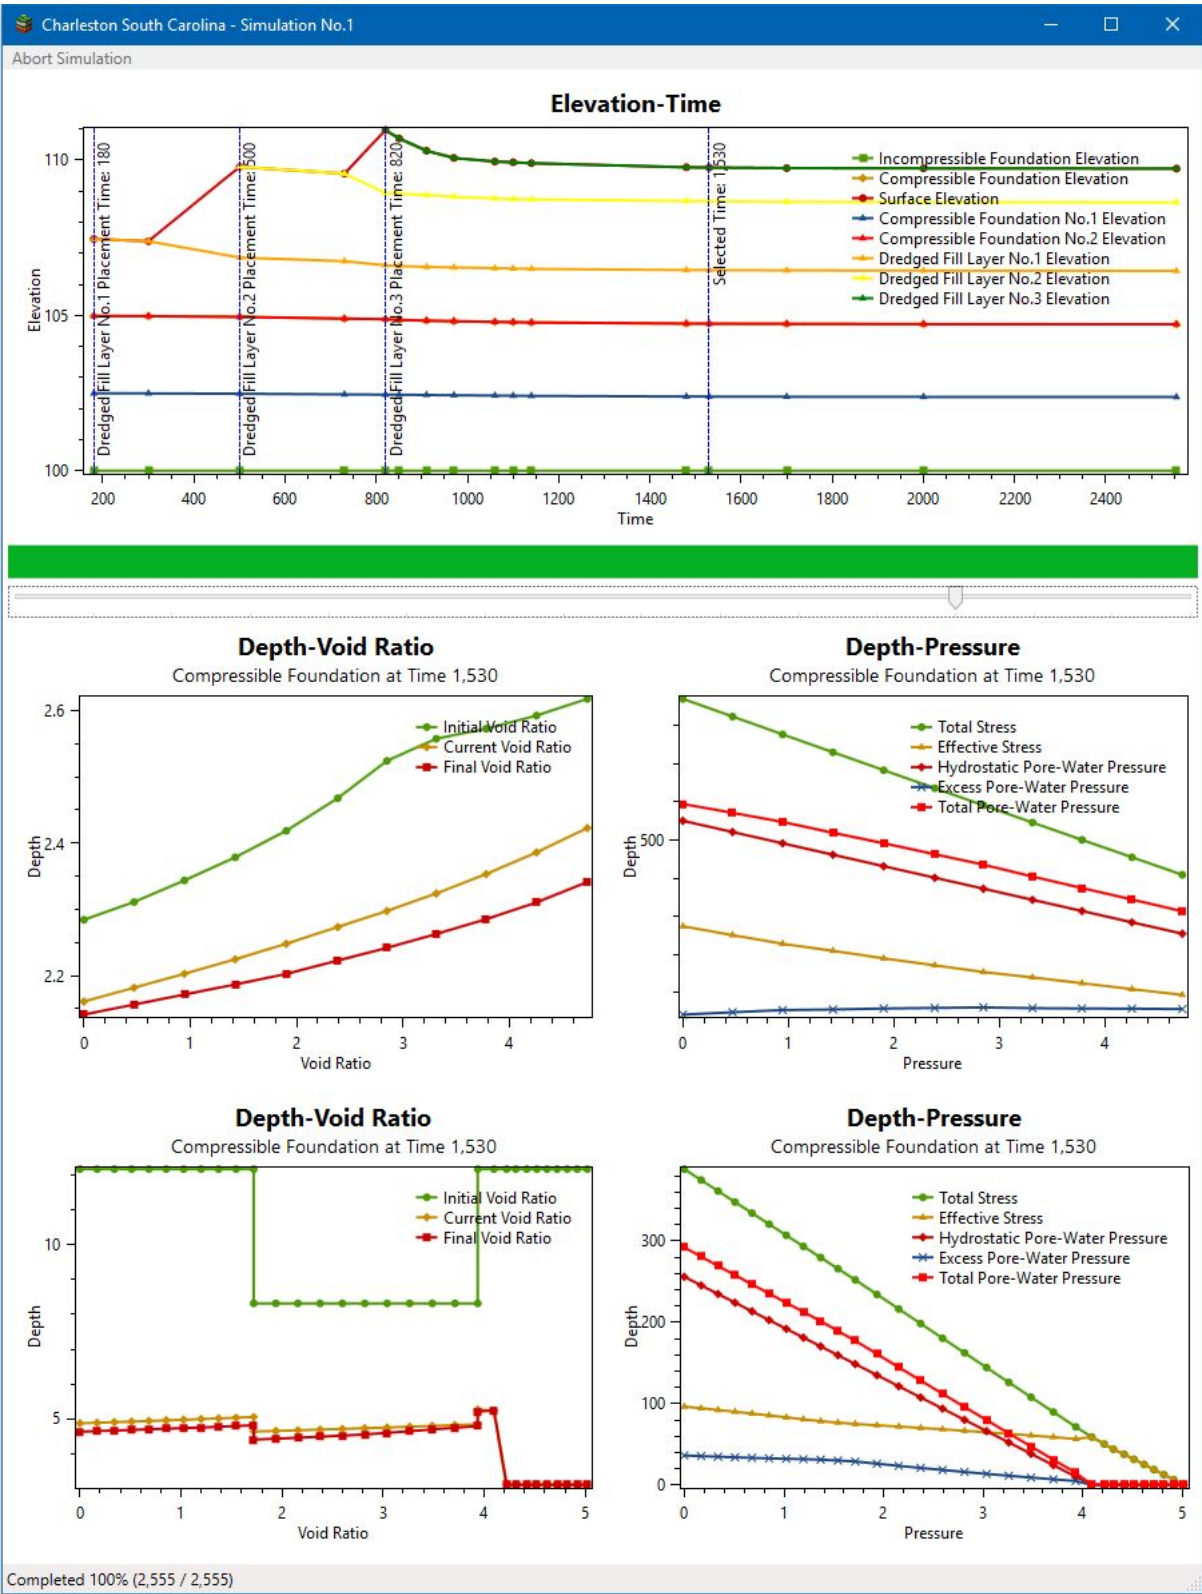 Charleston South Carolina - Simulation No.1
Abort Simulation
Elevation-Time
Elevation
110
105
100
Dredged Fill Layer No.1 Placement Time: 180
Dredged Fill Layer No.2 Placement Time: 500
Dredged Fill Layer No.3 Placement Time: 820
Selected Time: 1,530
Incompressible Foundation Elevation
Compressible Foundation Elevation
Surface Elevation
Compressible Foundation No.1 Elevation
Compressible Foundation No.2 Elevation
Dredged Fill Layer No.1 Elevation
Dredged Fill Layer No.2 Elevation
Dredged Fill Layer No.3 Elevation
200 400 600 800 1000 1200 1400 1600 1800 2000 2200 2400
Time
Depth-Void Ratio
Compressible Foundation at Time 1,530
Depth
2.6
2.4
2.2
Initial Void Ratio
Current Void Ratio
Final Void Ratio
0 1 2 3 4
Void Ratio
Depth-Pressure
Compressible Foundation at Time 1,530
Depth
500
Total Stress
Effective Stress
Hydrostatic Pore-Water Pressure
Excess Pore-Water Pressure
Total Pore-Water Pressure
0 1 2 3 4
Pressure
Depth-Void Ratio
Compressible Foundation at Time 1,530
Depth
10
5
Initial Void Ratio
Current Void Ratio
Final Void Ratio
0 1 2 3 4 5
Void Ratio
Depth-Pressure
Compressible Foundation at Time 1,530
Depth
300
200
100
0
Total Stress
Effective Stress
Hydrostatic Pore-Water Pressure
Excess Pore-Water Pressure
Total Pore-Water Pressure
0 1 2 3 4 5
Pressure
Completed 100% (2,555 / 2,555)